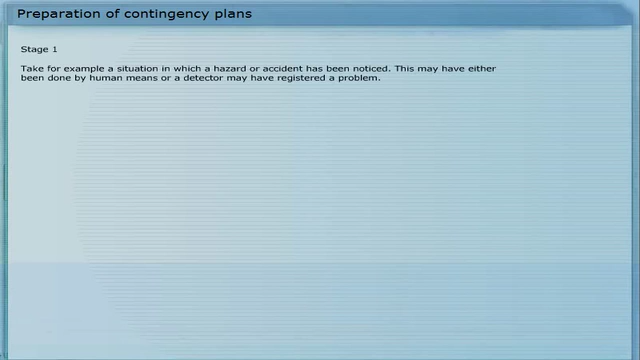 Preparation of contingency plans
Stage 1
Take for example a situation in which a hazard or accident has been noticed. This may have either
been done by human means or a detector may have registered a problem.